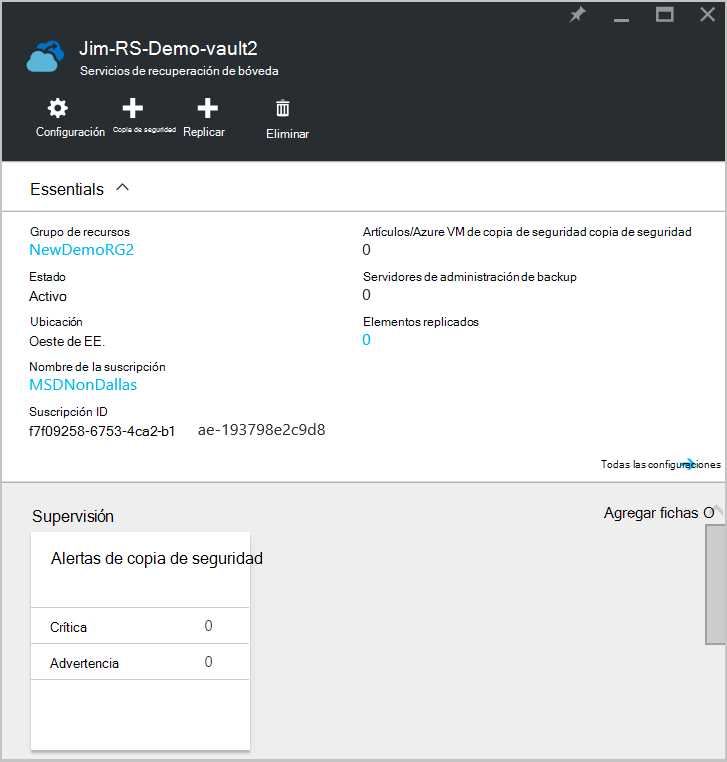 Jim-RS-Demo-vault2
Servicios de recuperación de bóveda
Configuración
Copia de seguridad
Replicar
Eliminar
Essentials
Grupo de recursos
NewDemoRG2
Estado
Activo
Ubicación
Oeste de EE.
Nombre de la suscripción
MSDNonDallas
Suscripción ID
f7f09258-6753-4ca2-b1 ae-193798e2c9d8
Artículos/Azure VM de copia de seguridad copia de seguridad
0
Servidores de administración de backup
0
Elementos replicados
0
Todas las configuraciones
Supervisión
Agregar fichas O
Alertas de copia de seguridad
Crítica 0
Advertencia 0